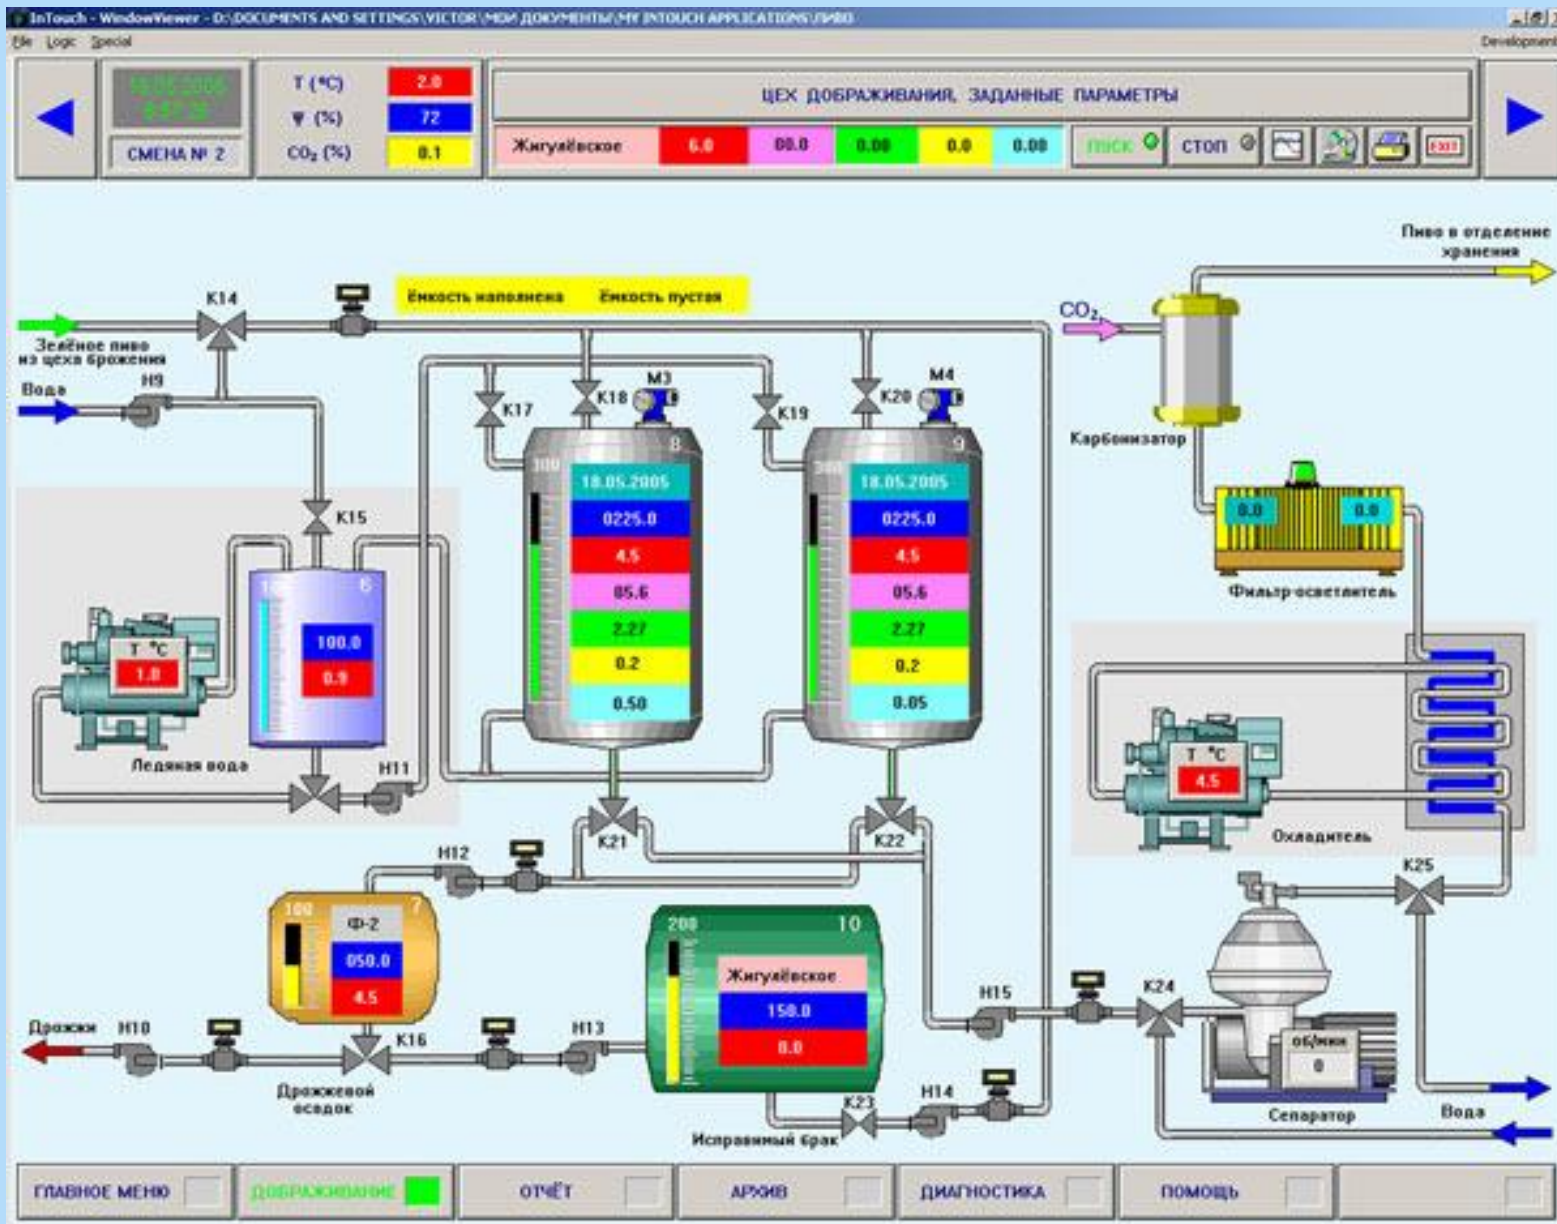 InTouch - WindowViewer - D:\DOCUMENTS AND SETTINGS\VICTOR\МОИ ДОКУМЕНТЫ\MY INTOUCH APPLICATIONS\ПИВО
File Logic Special
Development
18.05.2005
СМЕНА № 2
T (°C) 2.0
Ψ (%) 72
CO₂ (%) 0.1
ЦЕХ ДОБРАЖИВАНИЯ, ЗАДАННЫЕ ПАРАМЕТРЫ
Жигулёвское 6.0 00.0 0.00 0.0 0.00
ПУСК СТОП EXIT
Пиво в отделение
хранения
K14
Ёмкость наполнена Ёмкость пустая
CO₂
Зелёное пиво
из цеха брожения
Вода
H9
K17
K18
M3
K19
K20
M4
Карбонизатор
K15
8
300
18.05.2005
0225.0
4.5
05.6
2.27
0.2
0.50
9
300
18.05.2005
0225.0
4.5
05.6
2.27
0.2
0.05
0.0 0.0
Фильтр-осветлитель
6
100.0
0.9
T °C
1.0
Ледяная вода
H11
T °C
4.5
Охладитель
K21
K22
K25
H12
7
100
Ф-2
050.0
4.5
200
10
Жигулёвское
150.0
0.0
H15
K24
Дрожжи
H10
K16
H13
Дрожжевой
осадок
K23
H14
Исправимый брак
об/мин
0
Сепаратор
Вода
ГЛАВНОЕ МЕНЮ ДОБРАЖИВАНИЕ ОТЧЁТ АРХИВ ДИАГНОСТИКА ПОМОЩЬ